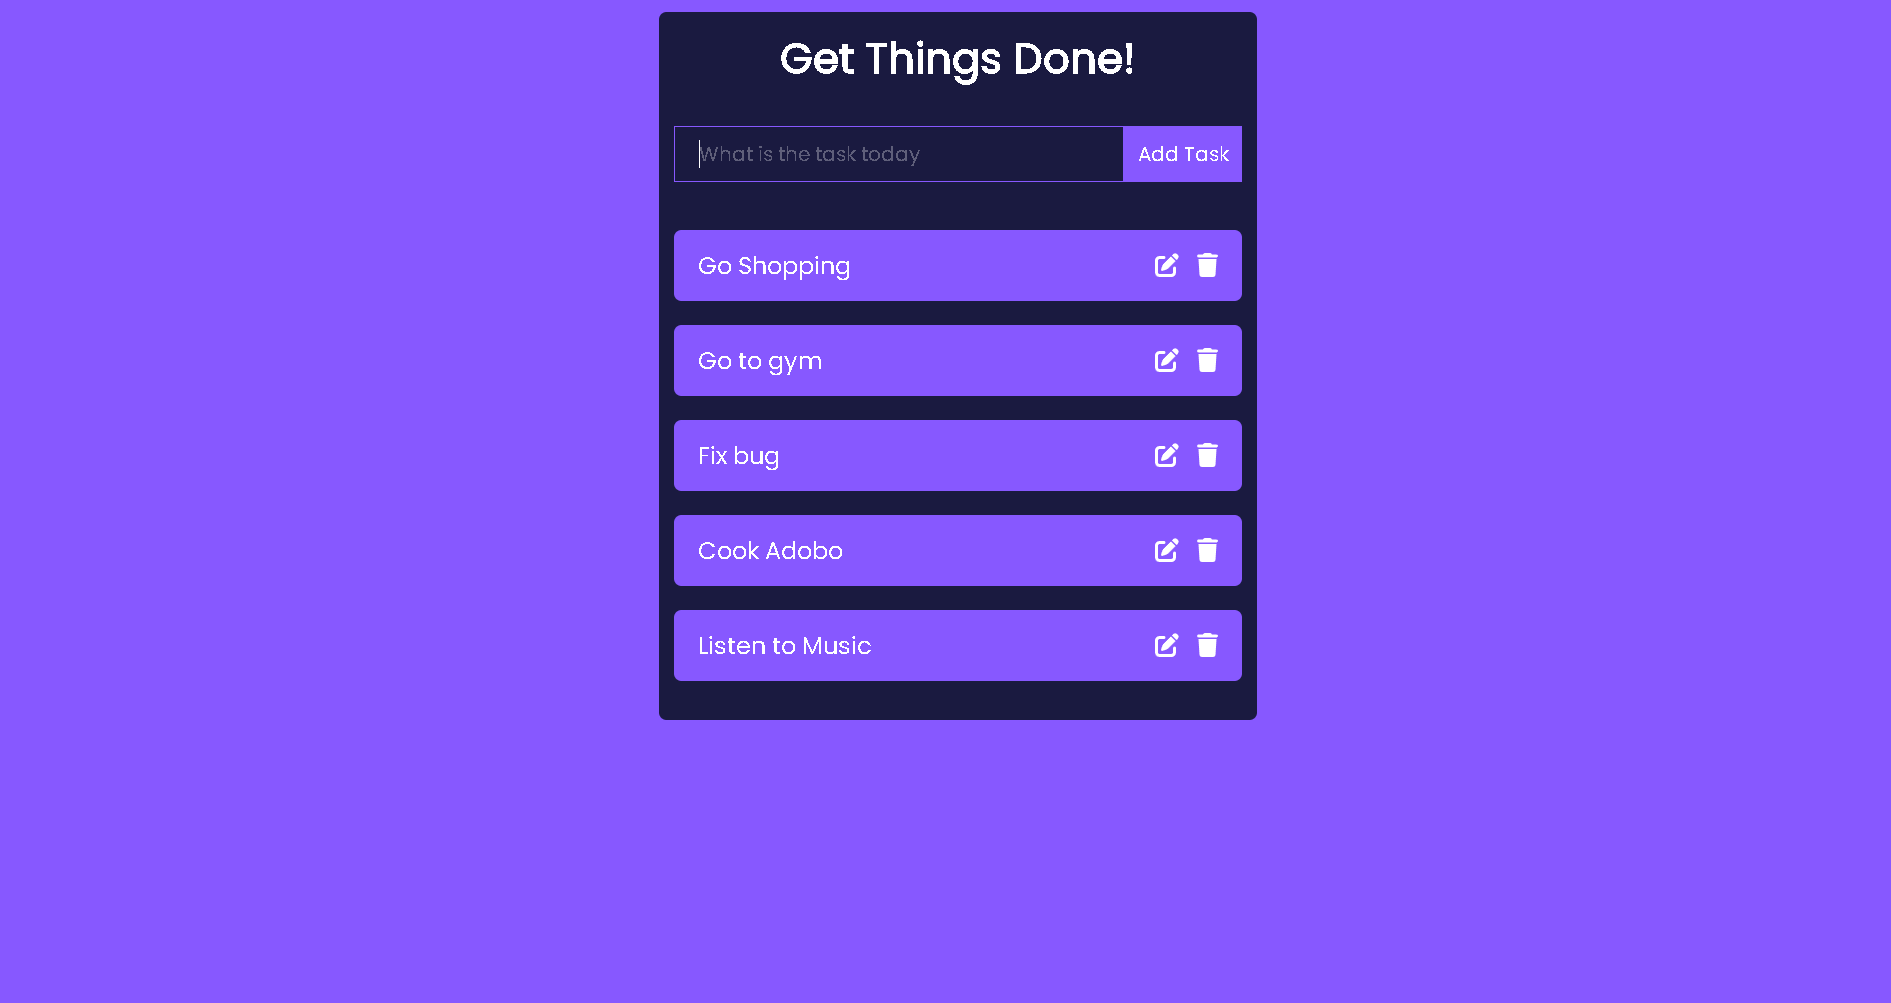 Get Things Done!
What is the task today
Add Task
Go Shopping
Go to gym
Fix bug
Cook Adobo
Listen to Music